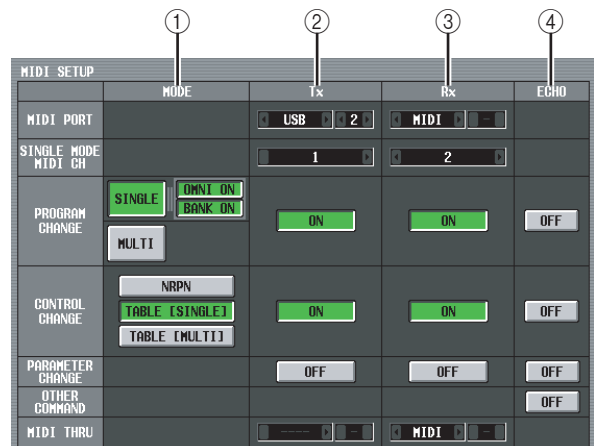 ① ② ③ ④
MIDI SETUP
MODE Tx Rx ECHO
MIDI PORT USB 2 MIDI -
SINGLE MODE
MIDI CH 1 2
PROGRAM
CHANGE SINGLE OMNI ON
BANK ON
MULTI ON ON OFF
CONTROL
CHANGE NRPN
TABLE [SINGLE]
TABLE [MULTI] ON ON OFF
PARAMETER
CHANGE OFF OFF OFF
OTHER
COMMAND OFF
MIDI THRU ---- - MIDI -